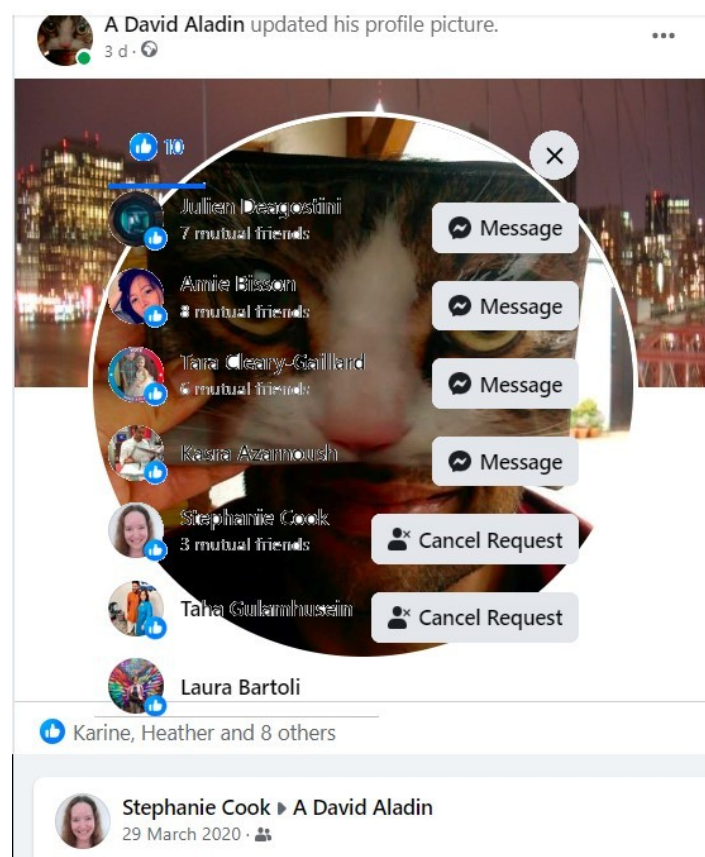 A David Aladin updated his profile picture.
3 d ·
10
Julien Deagostini
7 mutual friends
Message
Amie Bisson
8 mutual friends
Message
Tara Cleary-Gaillard
6 mutual friends
Message
Kasra Azarnoush
Message
Stephanie Cook
3 mutual friends
Cancel Request
Taha Gulamhusein
Cancel Request
Laura Bartoli
Karine, Heather and 8 others
Stephanie Cook ▸ A David Aladin
29 March 2020 ·